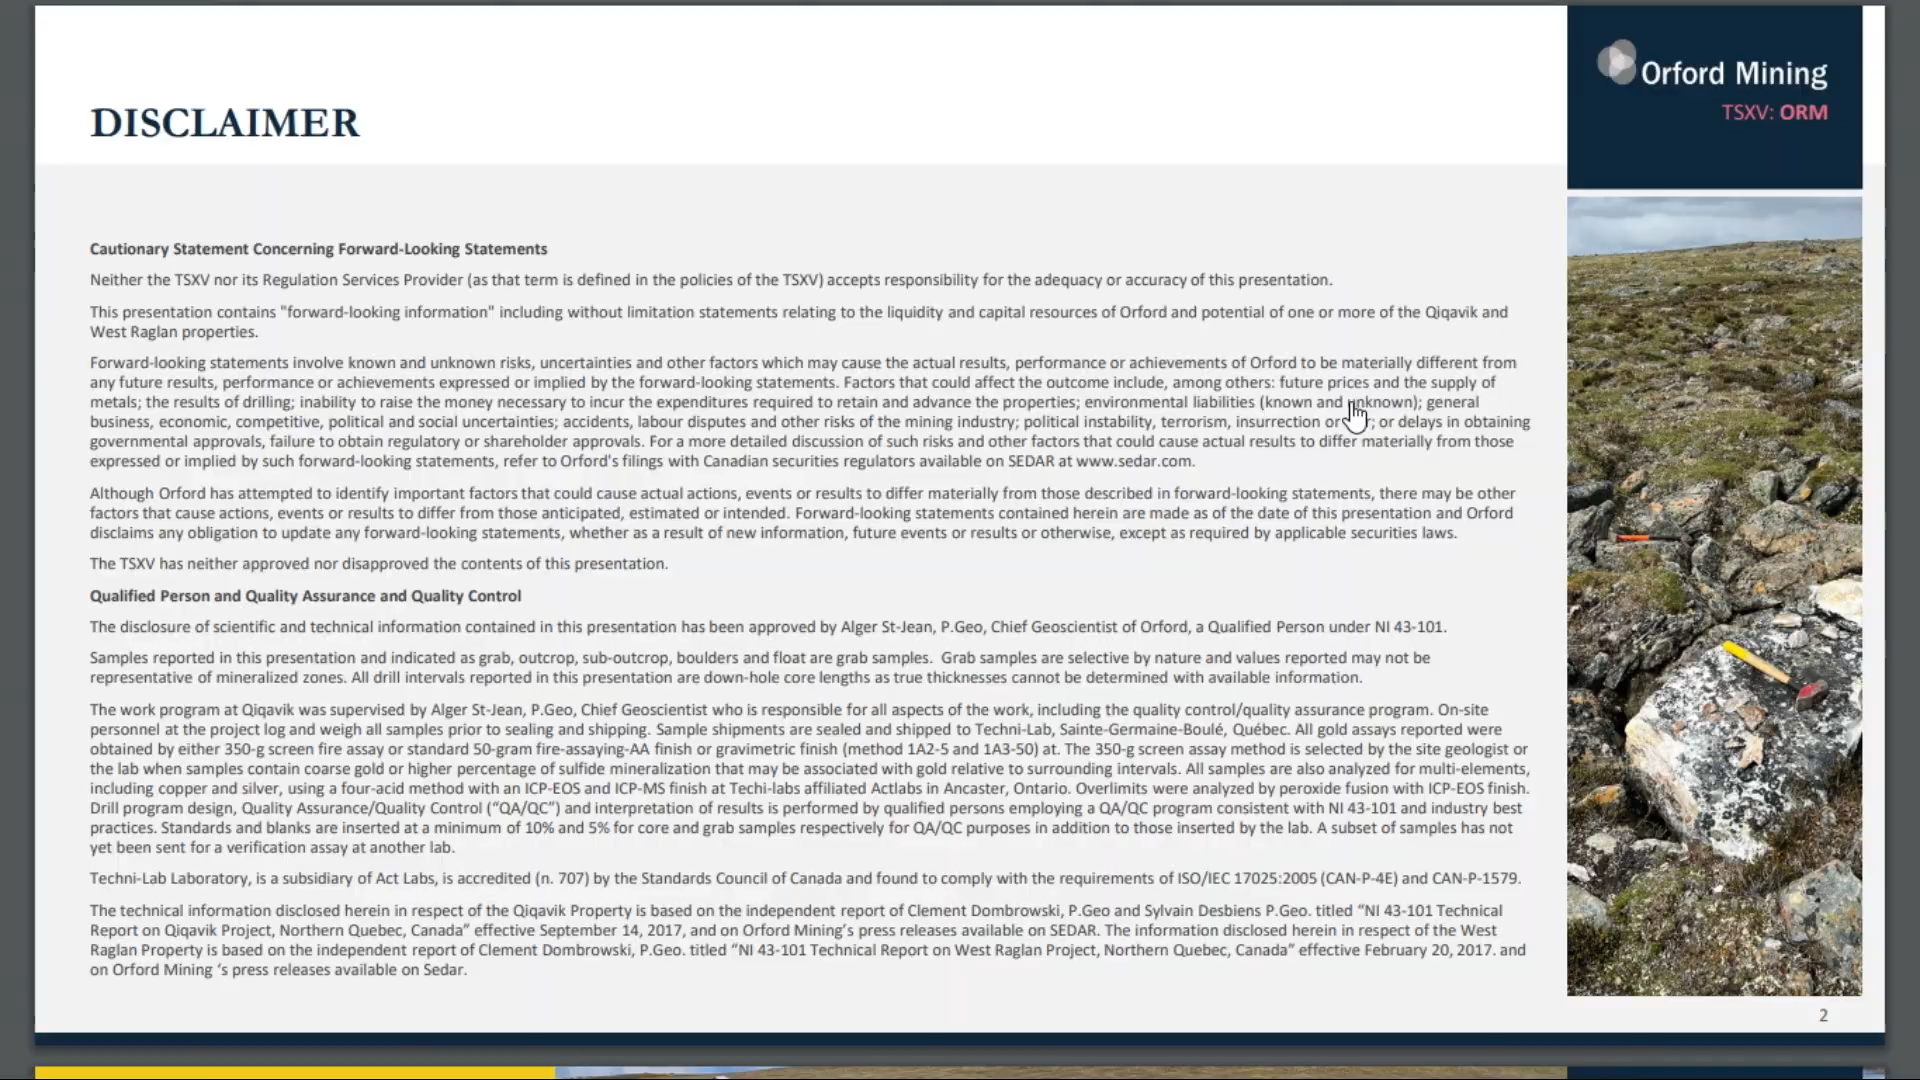 Orford Mining
TSXV: ORM
DISCLAIMER
Cautionary Statement Concerning Forward-Looking Statements
Neither the TSXV nor its Regulation Services Provider (as that term is defined in the policies of the TSXV) accepts responsibility for the adequacy or accuracy of this presentation.
This presentation contains "forward-looking information" including without limitation statements relating to the liquidity and capital resources of Orford and potential of one or more of the Qiqavik and
West Raglan properties.
Forward-looking statements involve known and unknown risks, uncertainties and other factors which may cause the actual results, performance or achievements of Orford to be materially different from
any future results, performance or achievements expressed or implied by the forward-looking statements. Factors that could affect the outcome include, among others: future prices and the supply of
metals; the results of drilling; inability to raise the money necessary to incur the expenditures required to retain and advance the properties; environmental liabilities (known and unknown); general
business, economic, competitive, political and social uncertainties; accidents, labour disputes and other risks of the mining industry; political instability, terrorism, insurrection or ; or delays in obtaining
governmental approvals, failure to obtain regulatory or shareholder approvals. For a more detailed discussion of such risks and other factors that could cause actual results to differ materially from those
expressed or implied by such forward-looking statements, refer to Orford's filings with Canadian securities regulators available on SEDAR at www.sedar.com.
Although Orford has attempted to identify important factors that could cause actual actions, events or results to differ materially from those described in forward-looking statements, there may be other
factors that cause actions, events or results to differ from those anticipated, estimated or intended. Forward-looking statements contained herein are made as of the date of this presentation and Orford
disclaims any obligation to update any forward-looking statements, whether as a result of new information, future events or results or otherwise, except as required by applicable securities laws.
The TSXV has neither approved nor disapproved the contents of this presentation.
Qualified Person and Quality Assurance and Quality Control
The disclosure of scientific and technical information contained in this presentation has been approved by Alger St-Jean, P.Geo, Chief Geoscientist of Orford, a Qualified Person under NI 43-101.
Samples reported in this presentation and indicated as grab, outcrop, sub-outcrop, boulders and float are grab samples. Grab samples are selective by nature and values reported may not be
representative of mineralized zones. All drill intervals reported in this presentation are down-hole core lengths as true thicknesses cannot be determined with available information.
The work program at Qiqavik was supervised by Alger St-Jean, P.Geo, Chief Geoscientist who is responsible for all aspects of the work, including the quality control/quality assurance program. On-site
personnel at the project log and weigh all samples prior to sealing and shipping. Sample shipments are sealed and shipped to Techni-Lab, Sainte-Germaine-Boulé, Québec. All gold assays reported were
obtained by either 350-g screen fire assay or standard 50-gram fire-assaying-AA finish or gravimetric finish (method 1A2-5 and 1A3-50) at. The 350-g screen assay method is selected by the site geologist or
the lab when samples contain coarse gold or higher percentage of sulfide mineralization that may be associated with gold relative to surrounding intervals. All samples are also analyzed for multi-elements,
including copper and silver, using a four-acid method with an ICP-EOS and ICP-MS finish at Techi-labs affiliated Actlabs in Ancaster, Ontario. Overlimits were analyzed by peroxide fusion with ICP-EOS finish.
Drill program design, Quality Assurance/Quality Control (“QA/QC”) and interpretation of results is performed by qualified persons employing a QA/QC program consistent with NI 43-101 and industry best
practices. Standards and blanks are inserted at a minimum of 10% and 5% for core and grab samples respectively for QA/QC purposes in addition to those inserted by the lab. A subset of samples has not
yet been sent for a verification assay at another lab.
Techni-Lab Laboratory, is a subsidiary of Act Labs, is accredited (n. 707) by the Standards Council of Canada and found to comply with the requirements of ISO/IEC 17025:2005 (CAN-P-4E) and CAN-P-1579.
The technical information disclosed herein in respect of the Qiqavik Property is based on the independent report of Clement Dombrowski, P.Geo and Sylvain Desbiens P.Geo. titled “NI 43-101 Technical
Report on Qiqavik Project, Northern Quebec, Canada” effective September 14, 2017, and on Orford Mining’s press releases available on SEDAR. The information disclosed herein in respect of the West
Raglan Property is based on the independent report of Clement Dombrowski, P.Geo. titled “NI 43-101 Technical Report on West Raglan Project, Northern Quebec, Canada” effective February 20, 2017. and
on Orford Mining ‘s press releases available on Sedar.
2